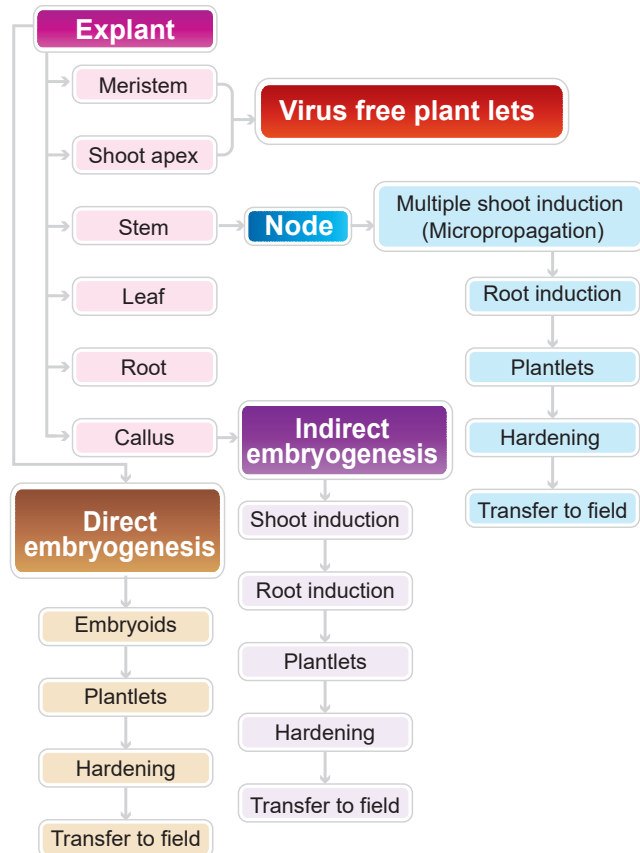 Explant
Meristem
Shoot apex
Virus free plant lets
Stem
Node
Multiple shoot induction
(Micropropagation)
Leaf
Root
Callus
Root induction
Plantlets
Hardening
Transfer to field
Indirect
embryogenesis
Shoot induction
Root induction
Plantlets
Hardening
Transfer to field
Direct
embryogenesis
Embryoids
Plantlets
Hardening
Transfer to field